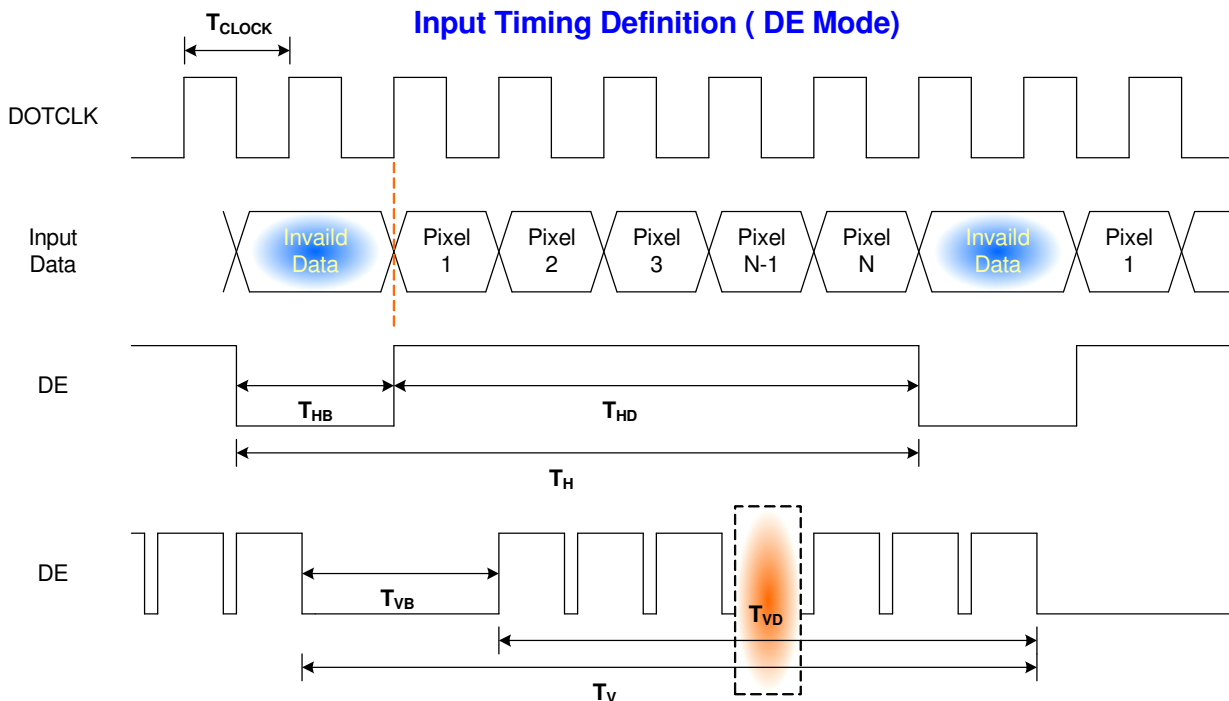 Input Timing Definition ( DE Mode)
TCLOCK
DOTCLK
Input
Data
Invaild
Data
Pixel
1
Pixel
2
Pixel
3
Pixel
N-1
Pixel
N
Invaild
Data
Pixel
1
DE
THB
THD
TH
DE
TVB
TVD
TV